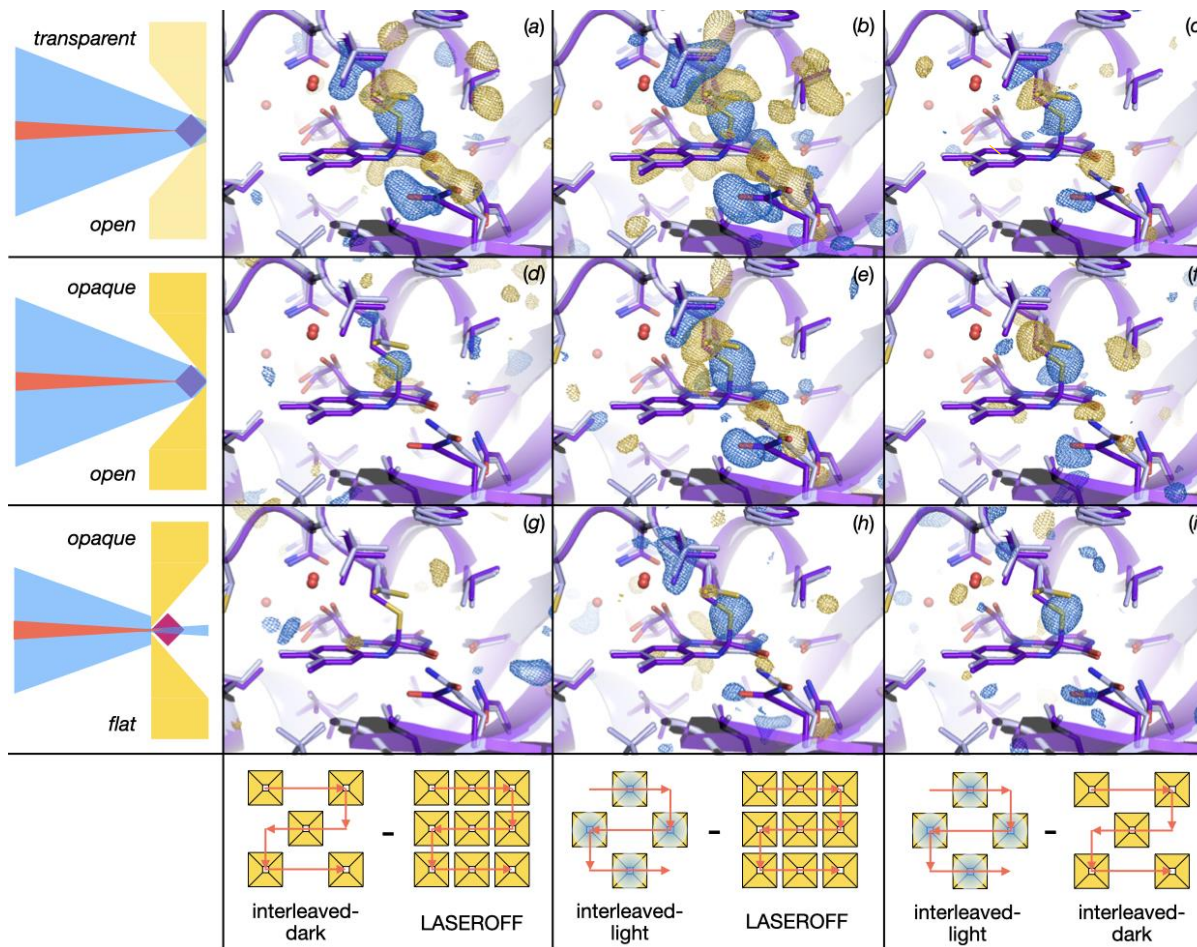 transparent
(a)
(b)
(c)
open
opaque
(d)
(e)
(f)
open
opaque
(g)
(h)
(i)
flat
-
-
-
interleaved-
dark
LASEROFF
interleaved-
light
LASEROFF
interleaved-
light
interleaved-
dark